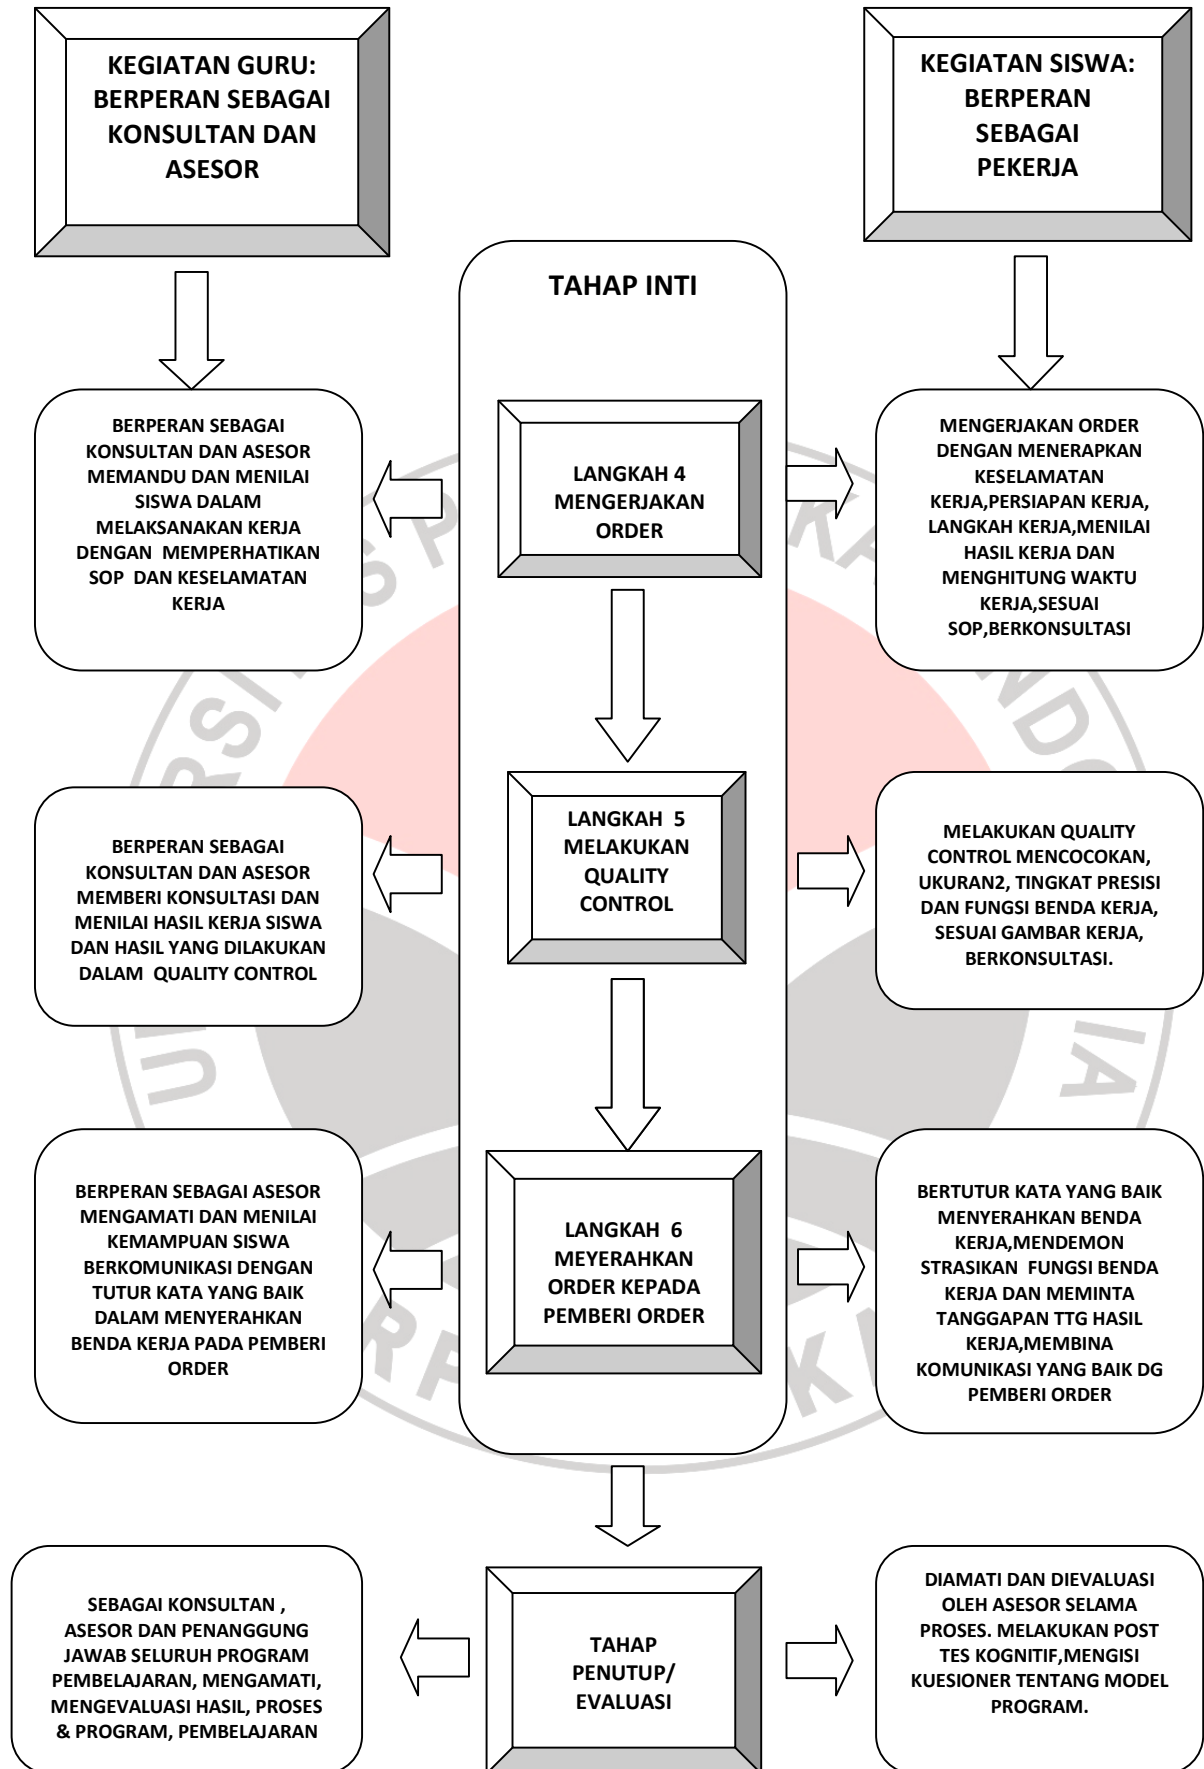 KEGIATAN GURU:
BERPERAN SEBAGAI
KONSULTAN DAN
ASESOR
KEGIATAN SISWA:
BERPERAN
SEBAGAI
PEKERJA
TAHAP INTI
BERPERAN SEBAGAI
KONSULTAN DAN ASESOR
MEMANDU DAN MENILAI
SISWA DALAM
MELAKSANAKAN KERJA
DENGAN MEMPERHATIKAN
SOP DAN KESELAMATAN
KERJA
LANGKAH 4
MENGERJAKAN
ORDER
MENGERJAKAN ORDER
DENGAN MENERAPKAN
KESELAMATAN
KERJA,PERSIAPAN KERJA,
LANGKAH KERJA,MENILAI
HASIL KERJA DAN
MENGHITUNG WAKTU
KERJA,SESUAI
SOP,BERKONSULTASI
BERPERAN SEBAGAI
KONSULTAN DAN ASESOR
MEMBERI KONSULTASI DAN
MENILAI HASIL KERJA SISWA
DAN HASIL YANG DILAKUKAN
DALAM QUALITY CONTROL
LANGKAH 5
MELAKUKAN
QUALITY
CONTROL
MELAKUKAN QUALITY
CONTROL MENCOCOKAN,
UKURAN2, TINGKAT PRESISI
DAN FUNGSI BENDA KERJA,
SESUAI GAMBAR KERJA,
BERKONSULTASI.
BERPERAN SEBAGAI ASESOR
MENGAMATI DAN MENILAI
KEMAMPUAN SISWA
BERKOMUNIKASI DENGAN
TUTUR KATA YANG BAIK
DALAM MENYERAHKAN
BENDA KERJA PADA PEMBERI
ORDER
LANGKAH 6
MEYERAHKAN
ORDER KEPADA
PEMBERI ORDER
BERTUTUR KATA YANG BAIK
MENYERAHKAN BENDA
KERJA,MENDEMON
STRASIKAN FUNGSI BENDA
KERJA DAN MEMINTA
TANGGAPAN TTG HASIL
KERJA,MEMBINA
KOMUNIKASI YANG BAIK DG
PEMBERI ORDER
SEBAGAI KONSULTAN ,
ASESOR DAN PENANGGUNG
JAWAB SELURUH PROGRAM
PEMBELAJARAN, MENGAMATI,
MENGEVALUASI HASIL, PROSES
& PROGRAM, PEMBELAJARAN
TAHAP
PENUTUP/
EVALUASI
DIAMATI DAN DIEVALUASI
OLEH ASESOR SELAMA
PROSES. MELAKUKAN POST
TES KOGNITIF,MENGISI
KUESIONER TENTANG MODEL
PROGRAM.